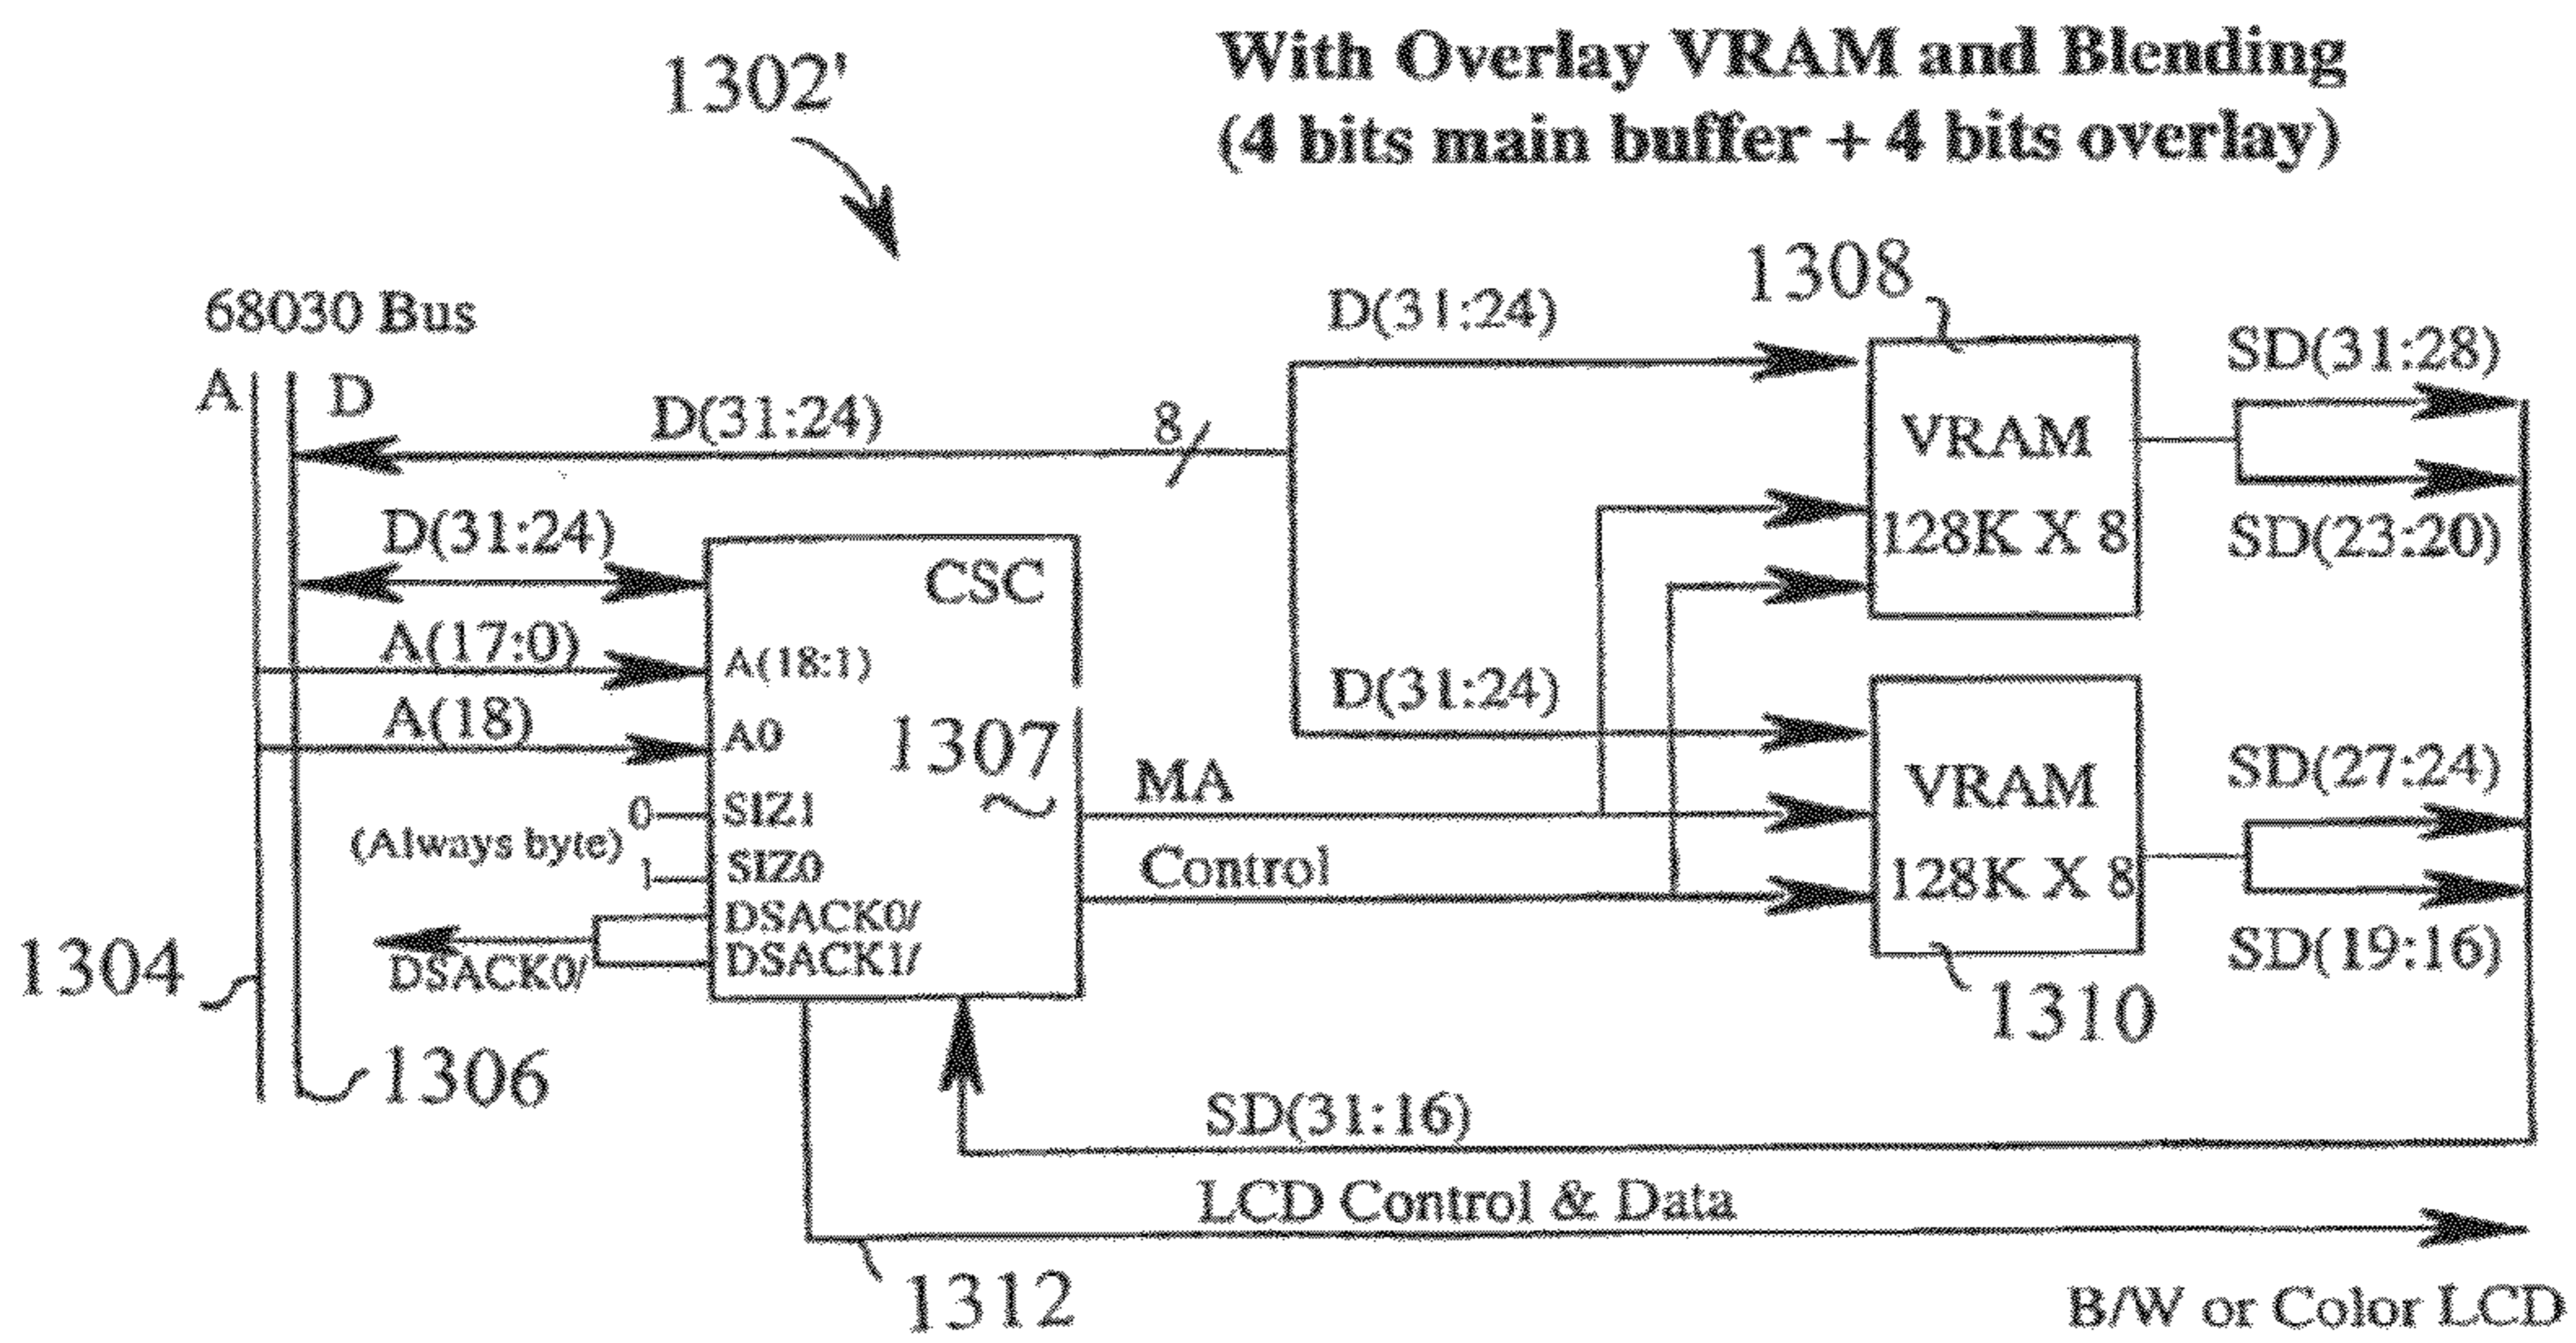 With Overlay VRAM and Blending
(4 bits main buffer + 4 bits overlay)
1302'
68030 Bus
A
D
D(31:24)
8
D(31:24)
1308
VRAM
128K X 8
SD(31:28)
SD(23:20)
D(31:24)
CSC
A(17:0)
A(18:1)
A(18)
A0
1307
0
SIZ1
(Always byte)
1
SIZ0
DSACK0/
DSACK1/
DSACK0/
MA
Control
D(31:24)
VRAM
128K X 8
SD(27:24)
SD(19:16)
1310
1304
1306
SD(31:16)
LCD Control & Data
1312
B/W or Color LCD